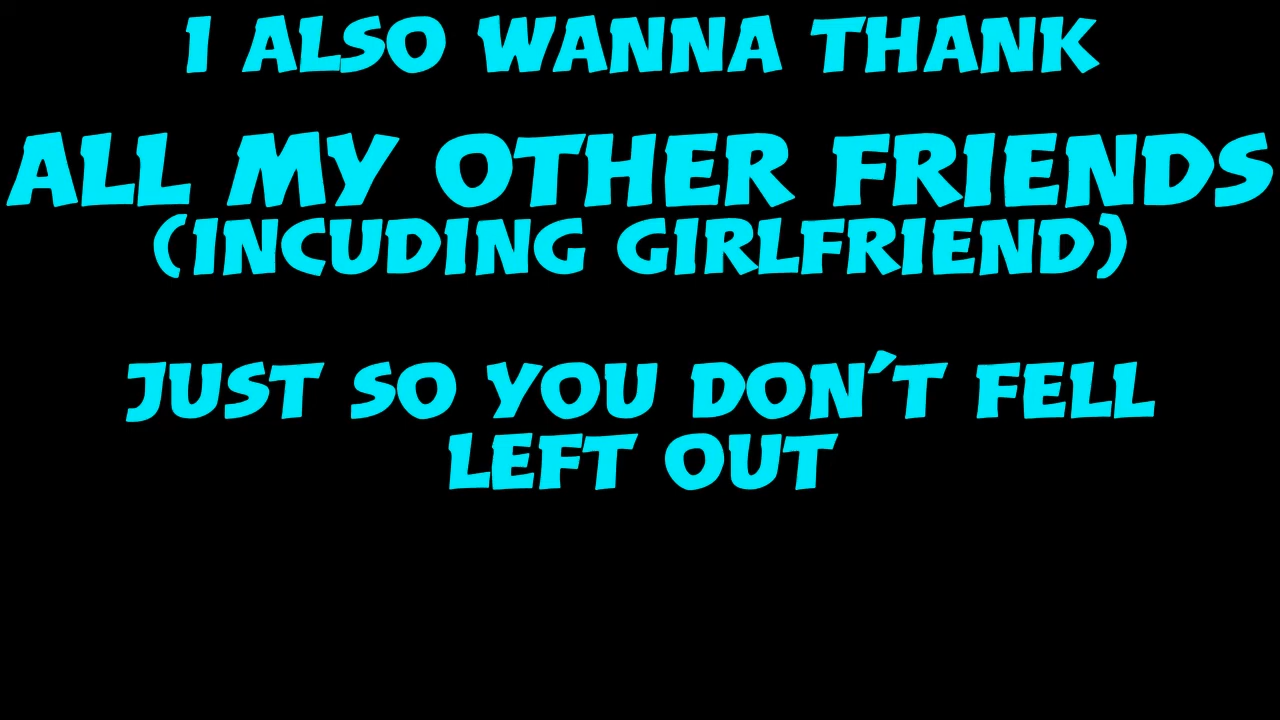 I ALSO WANNA THANK
ALL MY OTHER FRIENDS
(INCUDING GIRLFRIEND)
JUST SO YOU DON'T FELL
LEFT OUT